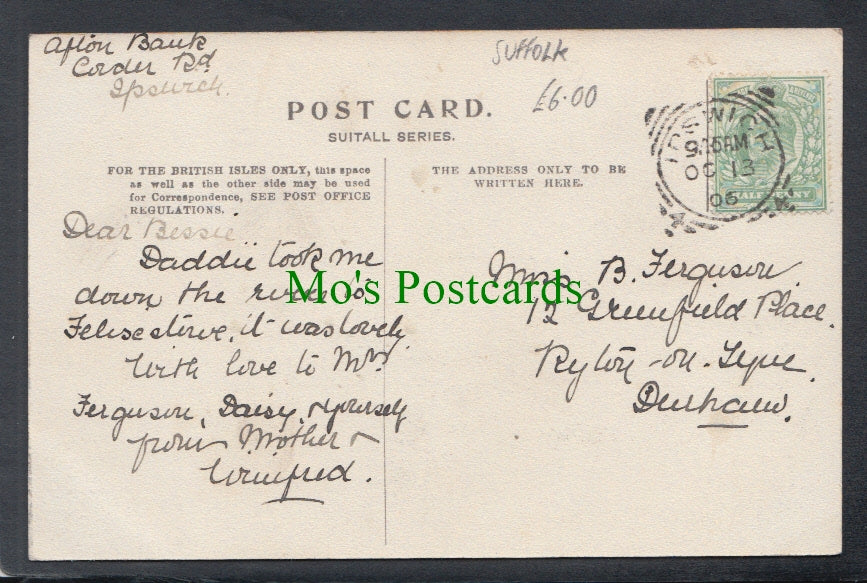 Afton Bank
Corder Rd
Ipswich.
Suffolk
£6.00
POST CARD.
SUITALL SERIES.
FOR THE BRITISH ISLES ONLY, this space
as well as the other side may be used
for Correspondence, SEE POST OFFICE
REGULATIONS.
THE ADDRESS ONLY TO BE
WRITTEN HERE.
IPSWICH
9.15AM
OC 13
06
HALFPENNY
Dear Bessie
Daddie took me
down the river to
Felixstowe, it was lovely
With love to Mrs
Ferguson, Daisy, & yourself
from Mother &
Winifred.
Miss B. Ferguson
12 Greenfield Place.
Ryton-on-Tyne
Durham.
Mo's Postcards